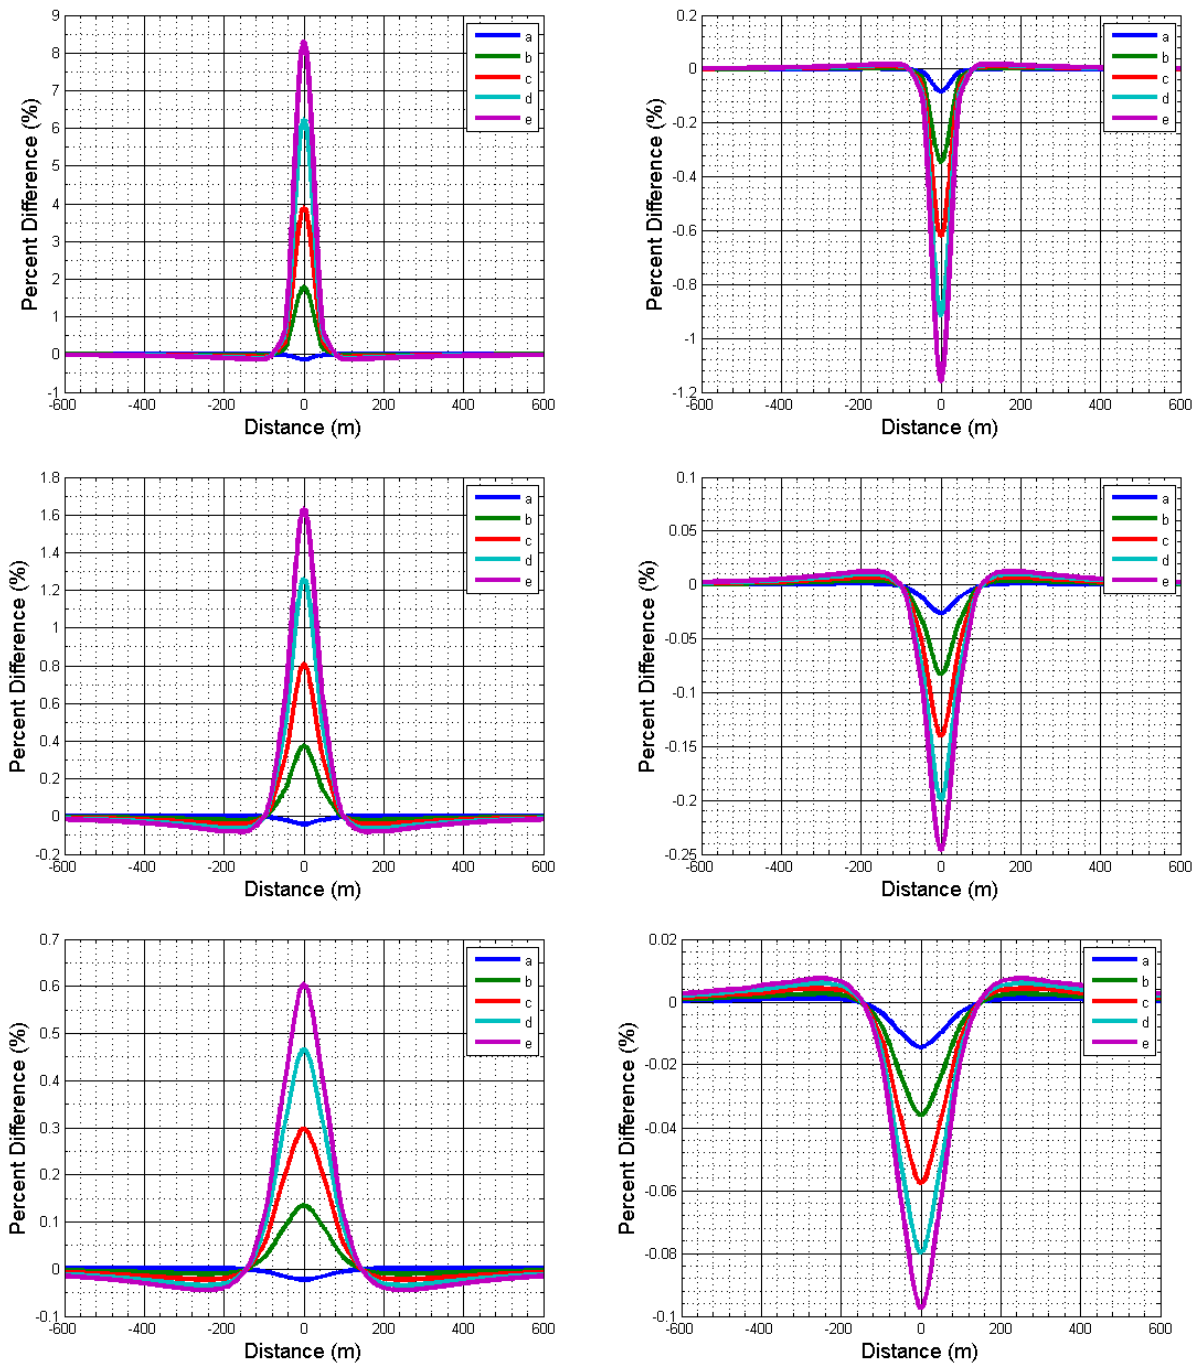 9
8
7
6
5
4
3
2
1
0
-1
-600 -400 -200 0 200 400 600
Percent Difference (%)
Distance (m)
a
b
c
d
e
0.2
0
-0.2
-0.4
-0.6
-0.8
-1
-1.2
-600 -400 -200 0 200 400 600
Percent Difference (%)
Distance (m)
a
b
c
d
e
1.8
1.6
1.4
1.2
1
0.8
0.6
0.4
0.2
0
-0.2
-600 -400 -200 0 200 400 600
Percent Difference (%)
Distance (m)
a
b
c
d
e
0.1
0.05
0
-0.05
-0.1
-0.15
-0.2
-0.25
-600 -400 -200 0 200 400 600
Percent Difference (%)
Distance (m)
a
b
c
d
e
0.7
0.6
0.5
0.4
0.3
0.2
0.1
0
-0.1
-600 -400 -200 0 200 400 600
Percent Difference (%)
Distance (m)
a
b
c
d
e
0.02
0
-0.02
-0.04
-0.06
-0.08
-0.1
-600 -400 -200 0 200 400 600
Percent Difference (%)
Distance (m)
a
b
c
d
e